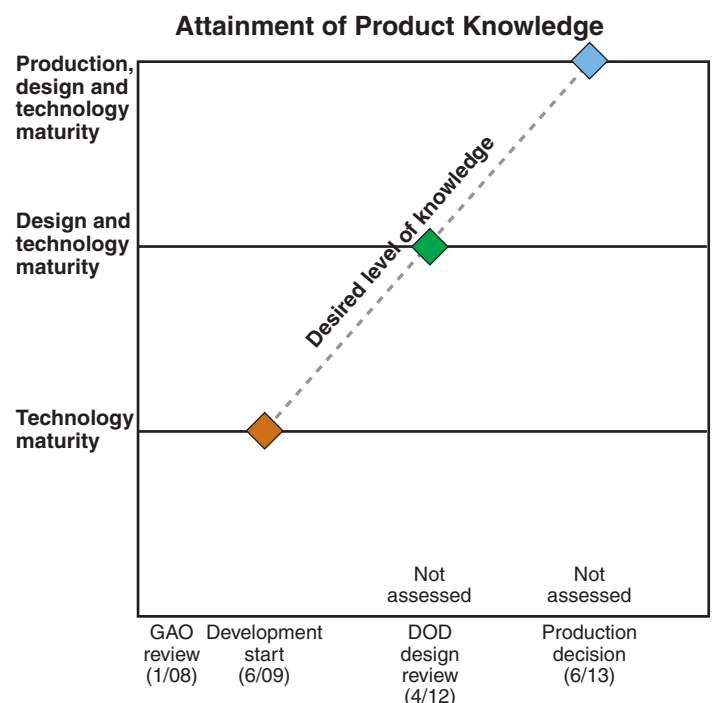 Attainment of Product Knowledge
Production,
design and
technology
maturity
Design and
technology
maturity
Desired level of knowledge
Technology
maturity
Not
assessed
Not
assessed
GAO
review
(1/08)
Development
start
(6/09)
DOD
design
review
(4/12)
Production
decision
(6/13)